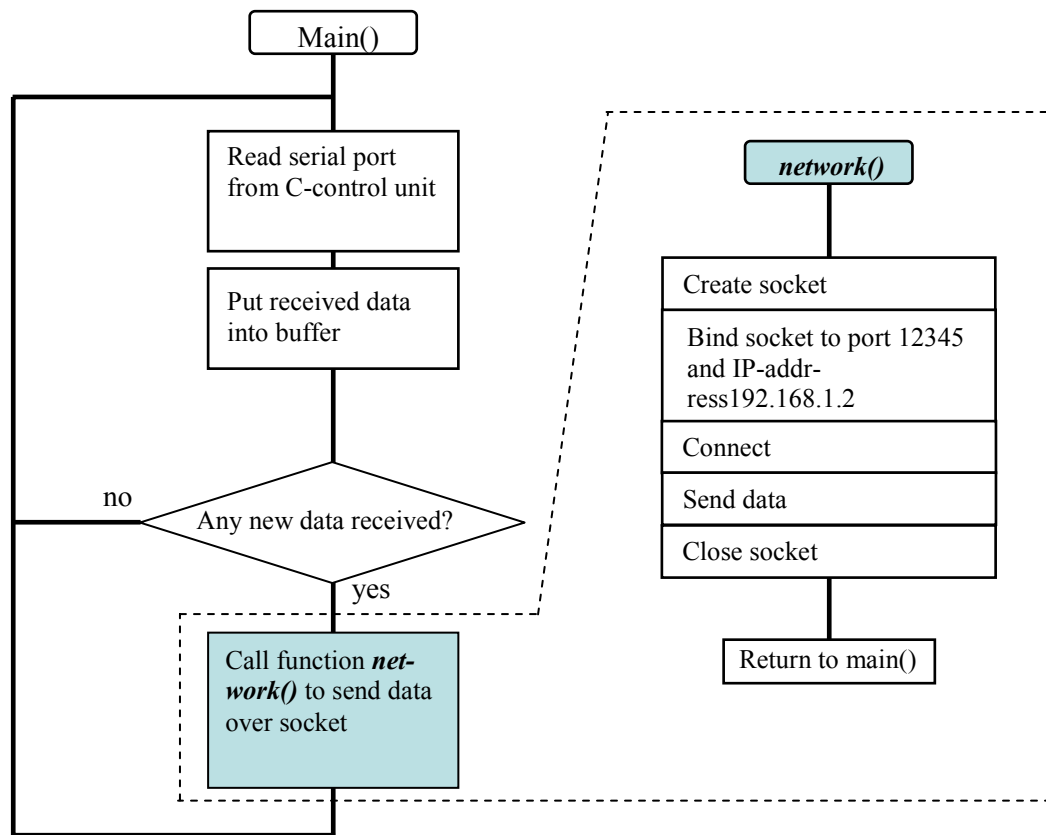 Main()
Read serial port
from C-control unit
Put received data
into buffer
no
Any new data received?
yes
Call function net-
work() to send data
over socket
network()
Create socket
Bind socket to port 12345
and IP-addr-
ress192.168.1.2
Connect
Send data
Close socket
Return to main()